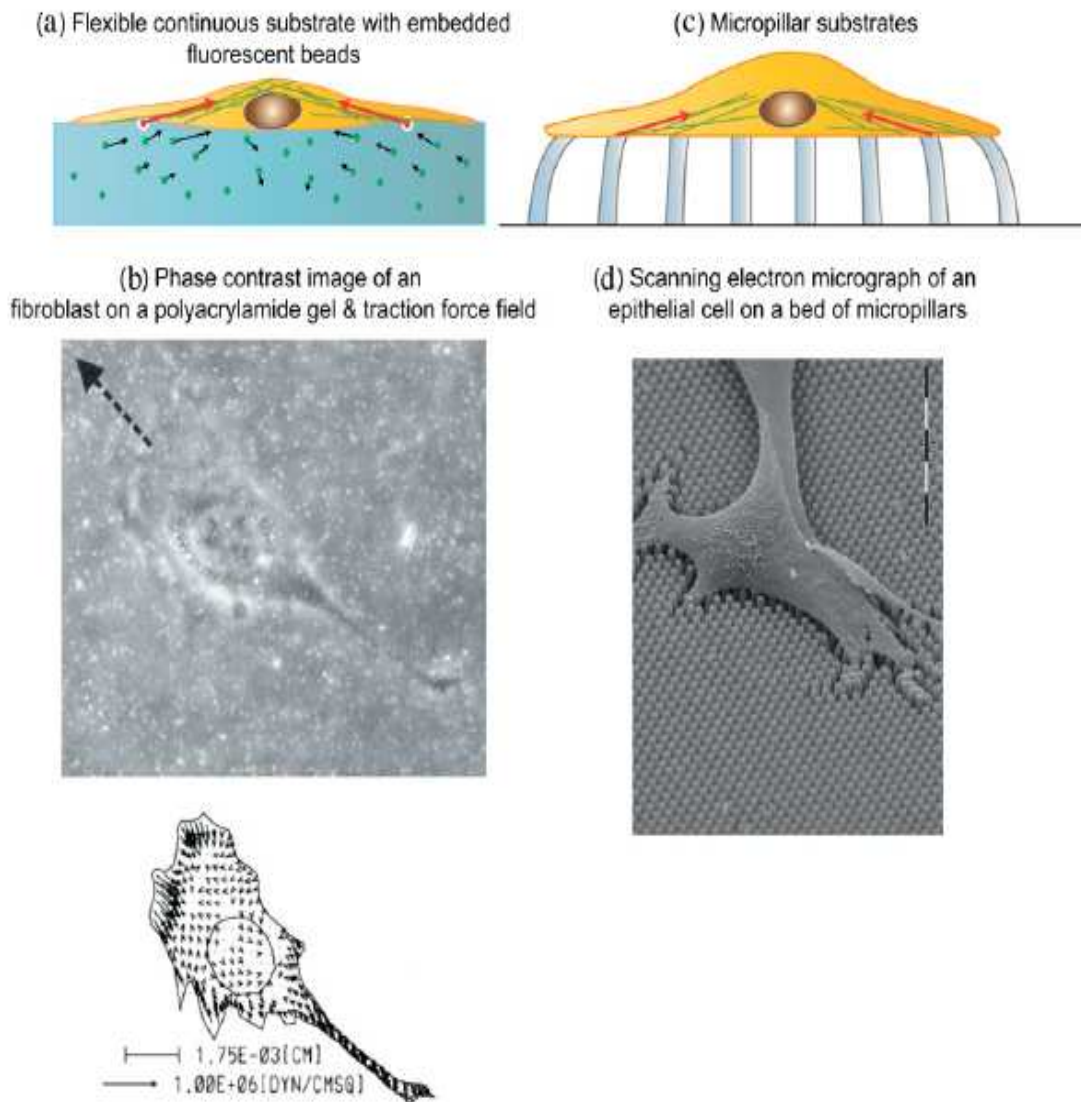 (a) Flexible continuous substrate with embedded
fluorescent beads
(c) Micropillar substrates
(b) Phase contrast image of an
fibroblast on a polyacrylamide gel & traction force field
(d) Scanning electron micrograph of an
epithelial cell on a bed of micropillars
1.75E-03[CM]
1.00E+06[DYN/CMSQ]